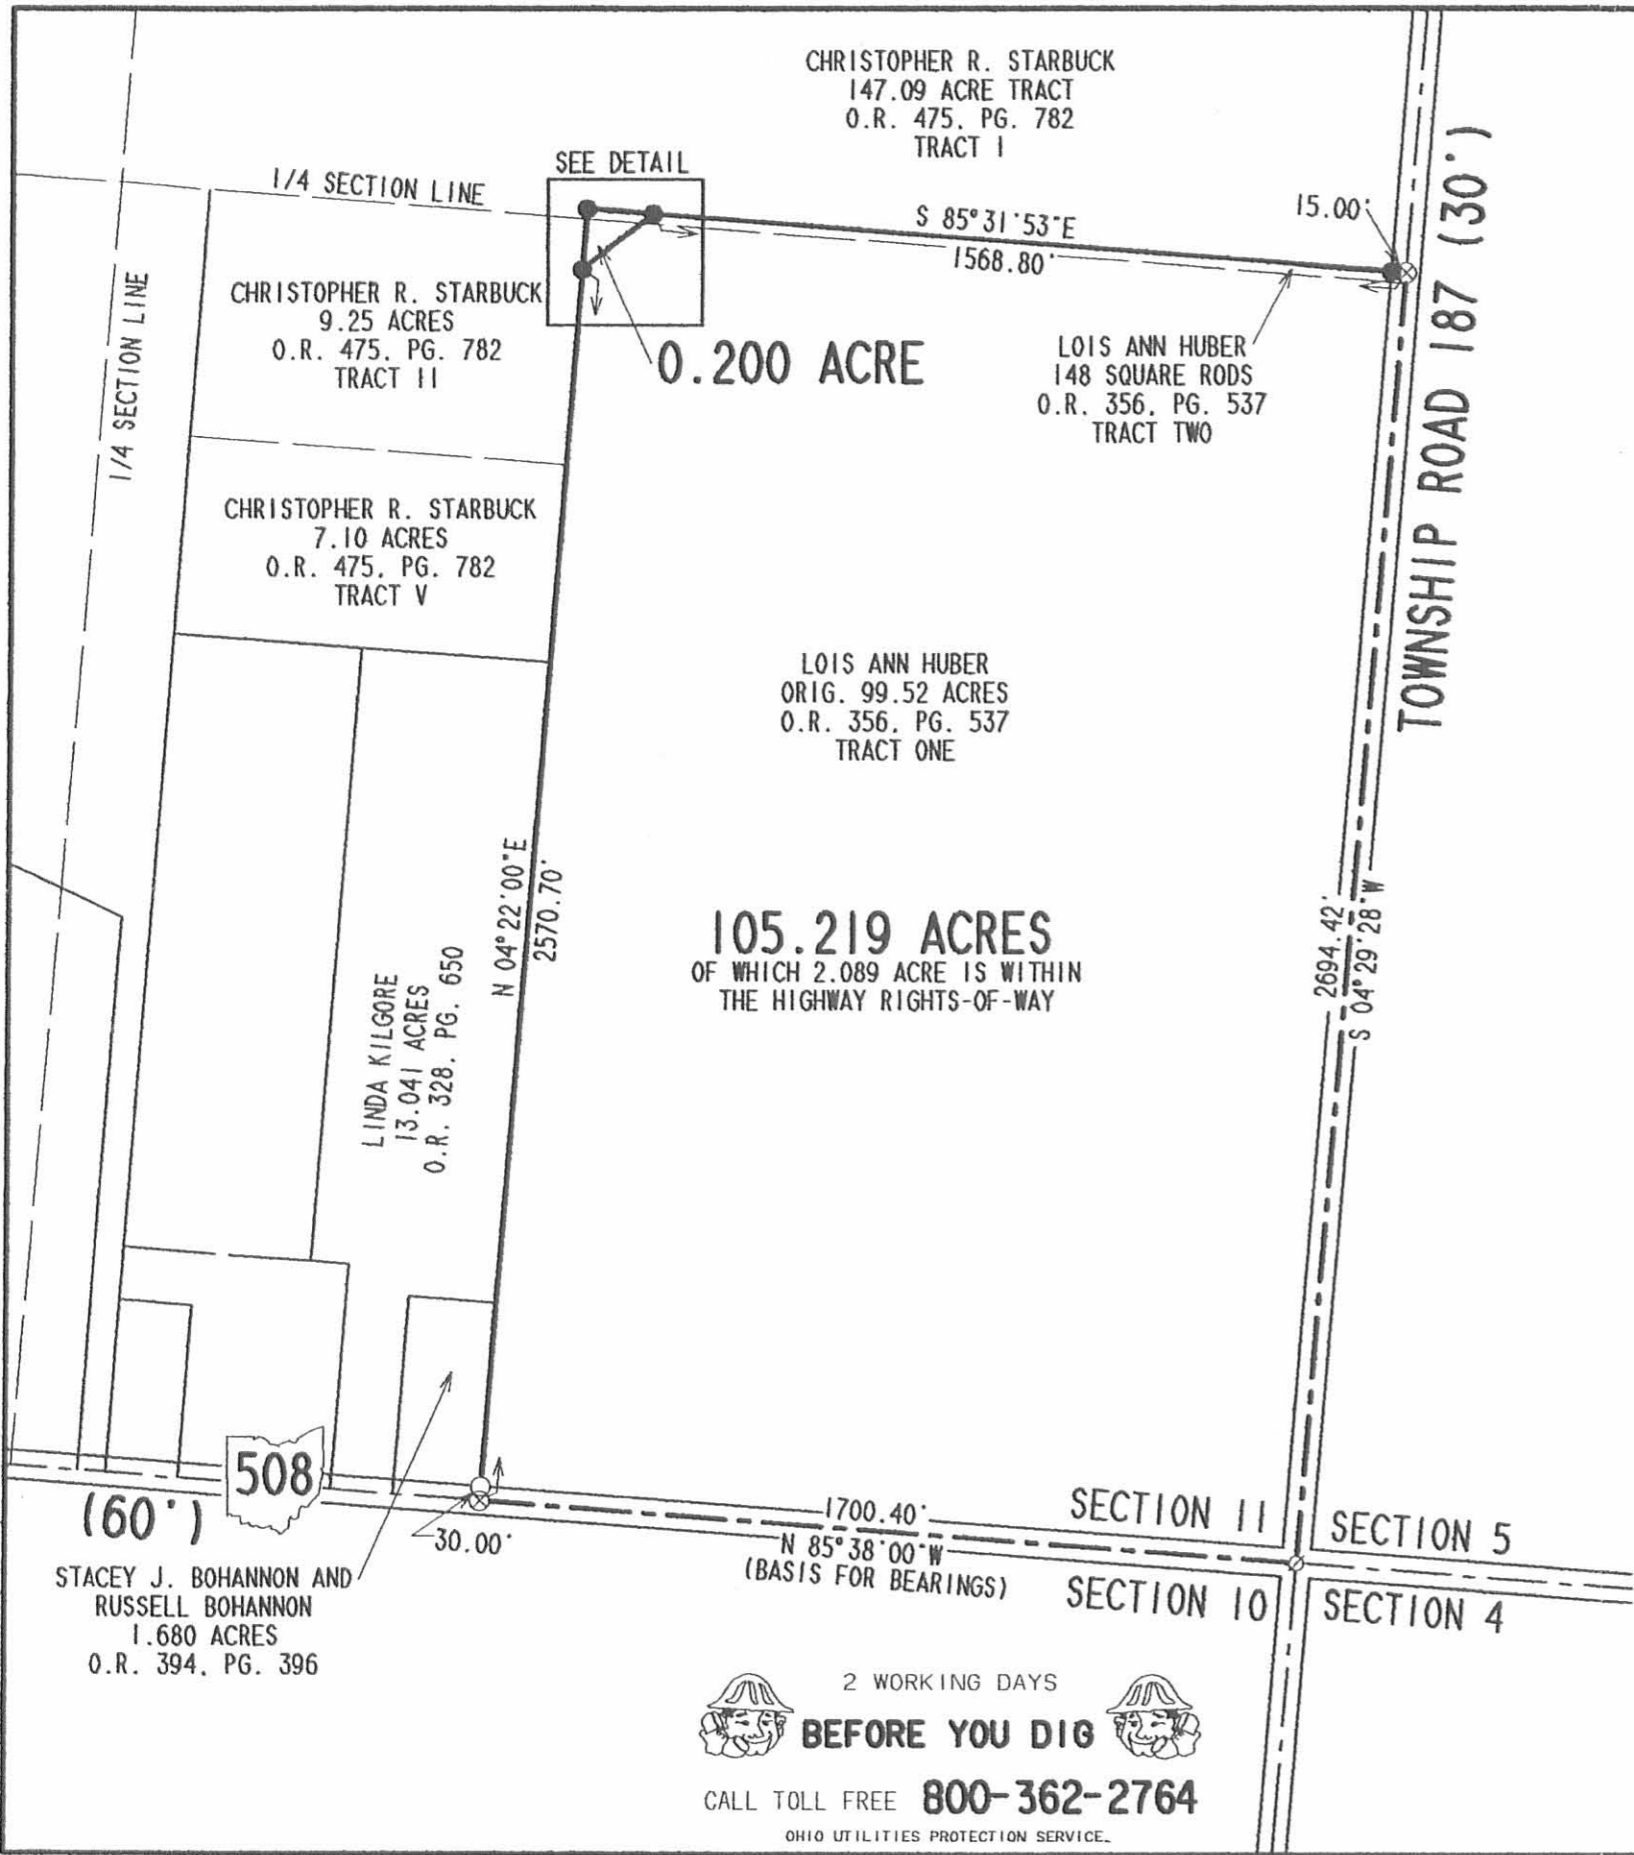 CHRISTOPHER R. STARBUCK
147.09 ACRE TRACT
O.R. 475, PG. 782
TRACT I
SEE DETAIL
1/4 SECTION LINE
S 85°31'53"E
1568.80'
15.00'
TOWNSHIP ROAD 187 (30')
1/4 SECTION LINE
CHRISTOPHER R. STARBUCK
9.25 ACRES
O.R. 475, PG. 782
TRACT II
0.200 ACRE
LOIS ANN HUBER
148 SQUARE RODS
O.R. 356, PG. 537
TRACT TWO
CHRISTOPHER R. STARBUCK
7.10 ACRES
O.R. 475, PG. 782
TRACT V
LOIS ANN HUBER
ORIG. 99.52 ACRES
O.R. 356, PG. 537
TRACT ONE
N 04°22'00"E
2570.70'
105.219 ACRES
OF WHICH 2.089 ACRE IS WITHIN
THE HIGHWAY RIGHTS-OF-WAY
2694.42'
S 04°29'28"W
LINDA KILGORE
13.041 ACRES
O.R. 328, PG. 650
508
(60')
30.00'
1700.40'
N 85°38'00"W
(BASIS FOR BEARINGS)
SECTION 11
SECTION 5
SECTION 10
SECTION 4
STACEY J. BOHANNON AND
RUSSELL BOHANNON
1.680 ACRES
O.R. 394, PG. 396
2 WORKING DAYS
BEFORE YOU DIG
CALL TOLL FREE 800-362-2764
OHIO UTILITIES PROTECTION SERVICE.